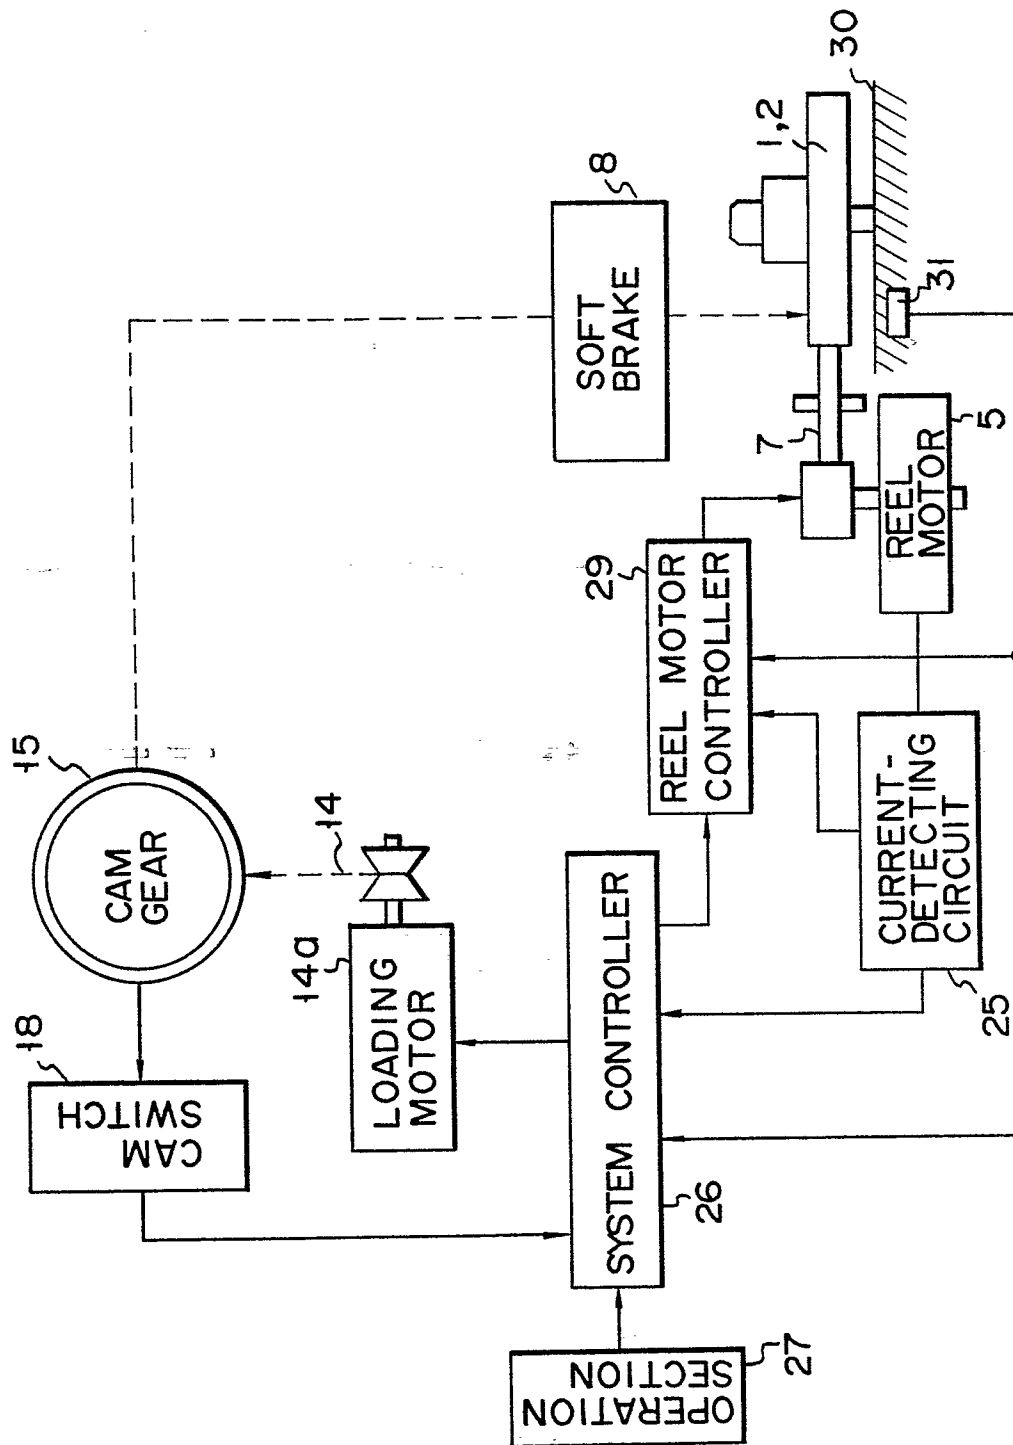 15
CAM
GEAR
18
CAM
SWITCH
14
14a
LOADING
MOTOR
8
SOFT
BRAKE
1,2
30
31
7
5
REEL
MOTOR
29
REEL MOTOR
CONTROLLER
SYSTEM CONTROLLER
26
CURRENT-
DETECTING
CIRCUIT
25
OPERATION
SECTION
27